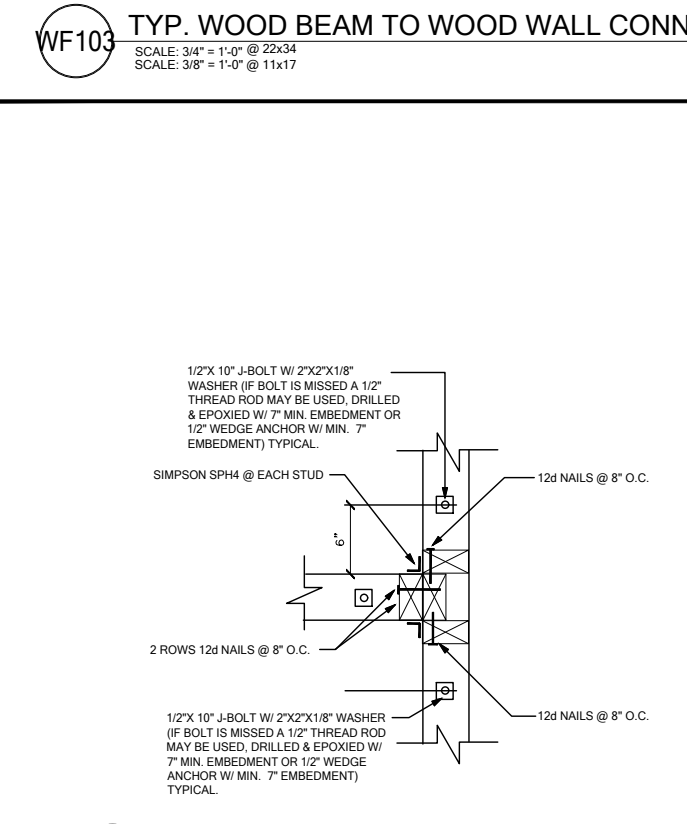 WF103
TYP. WOOD BEAM TO WOOD WALL CONN
SCALE: 3/4" = 1'-0" @ 22x34
SCALE: 3/8" = 1'-0" @ 11x17
1/2"X 10" J-BOLT W/ 2"X2"X1/8"
WASHER (IF BOLT IS MISSED A 1/2"
THREAD ROD MAY BE USED, DRILLED
& EPOXIED W/ 7" MIN. EMBEDMENT OR
1/2" WEDGE ANCHOR W/ MIN. 7"
EMBEDMENT) TYPICAL.
SIMPSON SPH4 @ EACH STUD
12d NAILS @ 8" O.C.
6"
2 ROWS 12d NAILS @ 8" O.C.
1/2"X 10" J-BOLT W/ 2"X2"X1/8" WASHER
(IF BOLT IS MISSED A 1/2" THREAD ROD
MAY BE USED, DRILLED & EPOXIED W/
7" MIN. EMBEDMENT OR 1/2" WEDGE
ANCHOR W/ MIN. 7" EMBEDMENT)
TYPICAL.
12d NAILS @ 8" O.C.